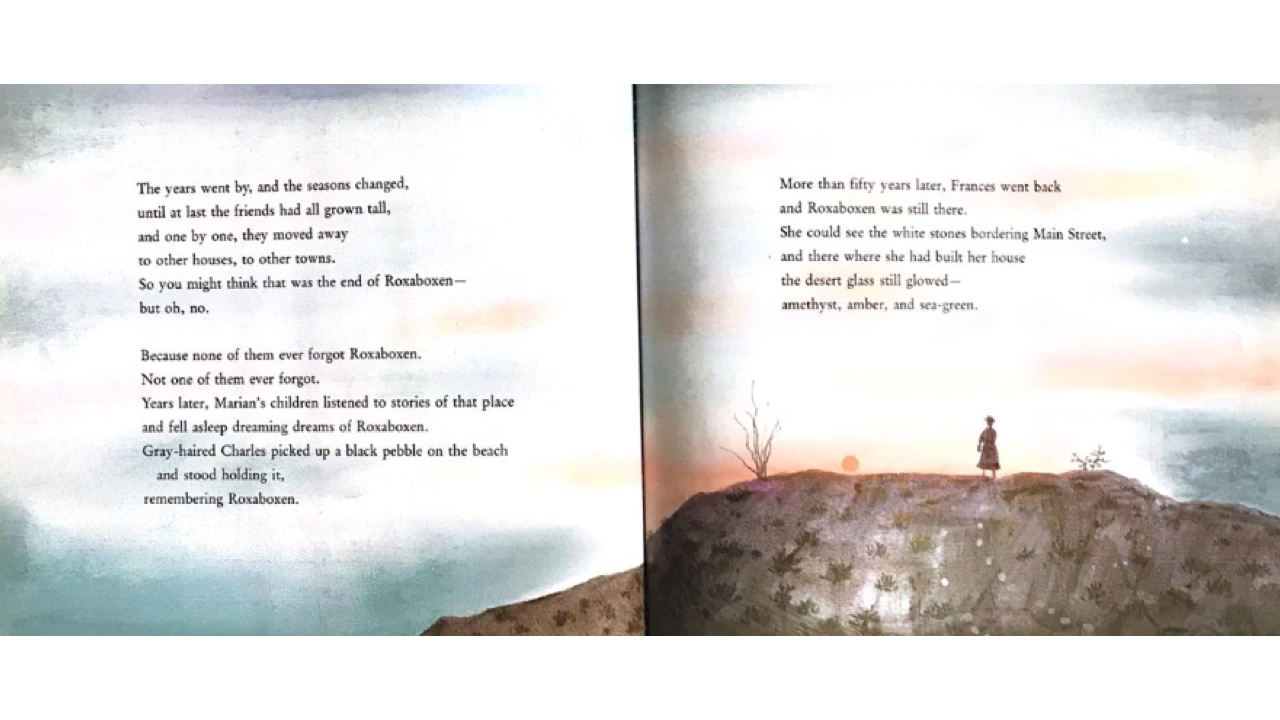 The years went by, and the seasons changed,
until at last the friends had all grown tall,
and one by one, they moved away
to other houses, to other towns.
So you might think that was the end of Roxaboxen—
but oh, no.
Because none of them ever forgot Roxaboxen.
Not one of them ever forgot.
Years later, Marian's children listened to stories of that place
and fell asleep dreaming dreams of Roxaboxen.
Gray-haired Charles picked up a black pebble on the beach
and stood holding it,
remembering Roxaboxen.
More than fifty years later, Frances went back
and Roxaboxen was still there.
She could see the white stones bordering Main Street,
and there where she had built her house
the desert glass still glowed—
amethyst, amber, and sea-green.